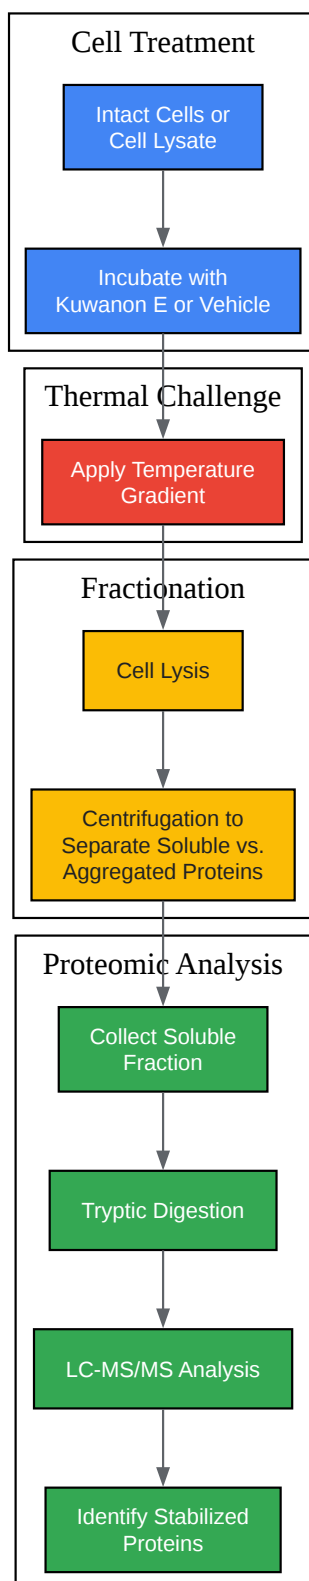 Cell Treatment
Intact Cells or
Cell Lysate
Incubate with
Kuwanon E or Vehicle
Thermal Challenge
Apply Temperature
Gradient
Fractionation
Cell Lysis
Centrifugation to
Separate Soluble vs.
Aggregated Proteins
Proteomic Analysis
Collect Soluble
Fraction
Tryptic Digestion
LC-MS/MS Analysis
Identify Stabilized
Proteins